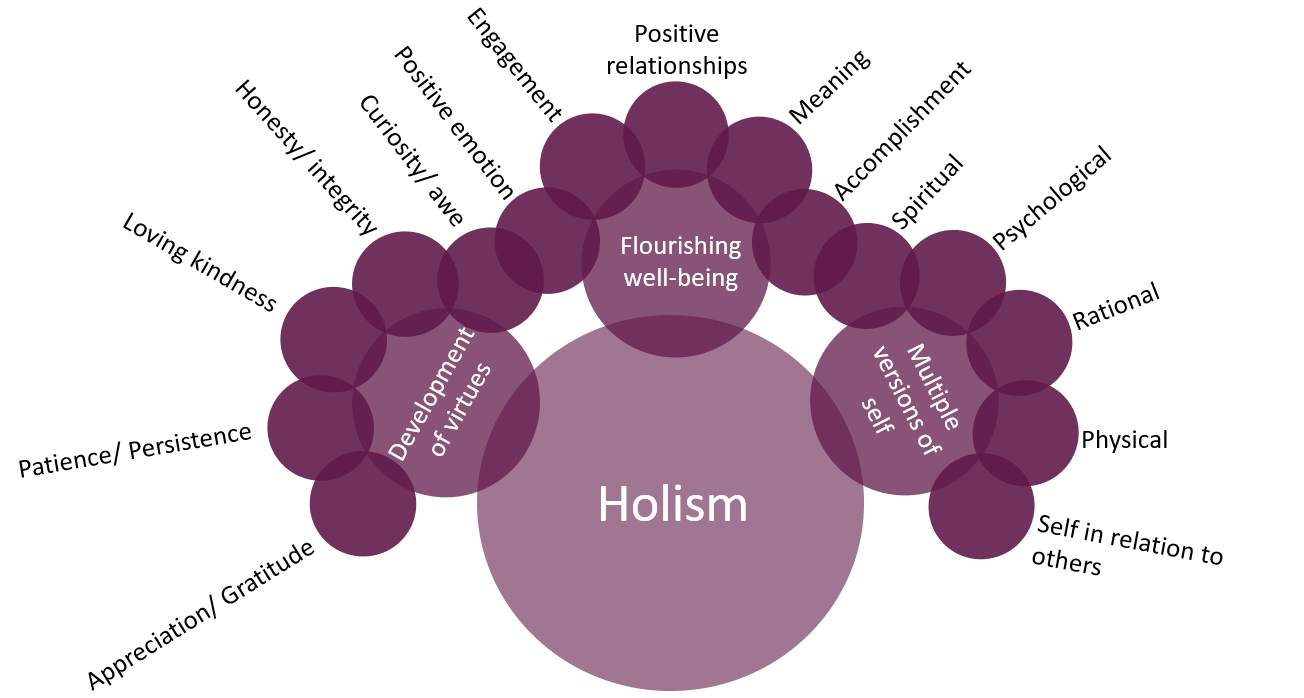 Positive
relationships
Engagement
Meaning
Positive emotion
Accomplishment
Curiosity/ awe
Spiritual
Honesty/ integrity
Psychological
Loving kindness
Rational
Patience/ Persistence
Physical
Appreciation/ Gratitude
Self in relation to
others
Flourishing
well-being
Development
of virtues
Multiple
versions of
self
Holism